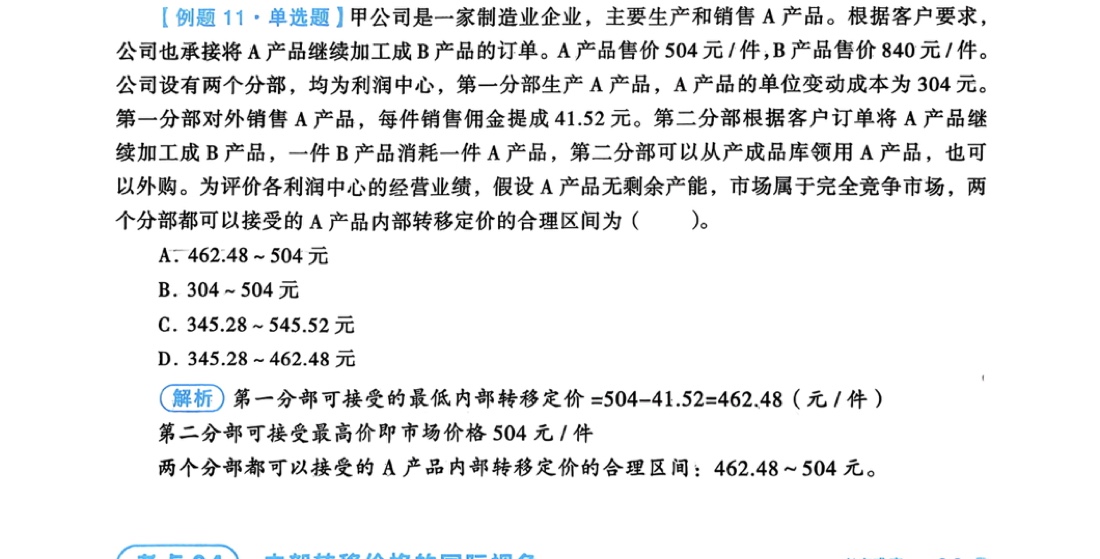 【例题 11·单选题】甲公司是一家制造业企业，主要生产和销售 A 产品。根据客户要求，
公司也承接将 A 产品继续加工成 B 产品的订单。A 产品售价 504 元 / 件，B 产品售价 840 元 / 件。
公司设有两个分部，均为利润中心，第一分部生产 A 产品，A 产品的单位变动成本为 304 元。
第一分部对外销售 A 产品，每件销售佣金提成 41.52 元。第二分部根据客户订单将 A 产品继
续加工成 B 产品，一件 B 产品消耗一件 A 产品，第二分部可以从产成品库领用 A 产品，也可
以外购。为评价各利润中心的经营业绩，假设 A 产品无剩余产能，市场属于完全竞争市场，两
个分部都可以接受的 A 产品内部转移定价的合理区间为（　　）。
A. 462.48 ~ 504 元
B. 304 ~ 504 元
C. 345.28 ~ 545.52 元
D. 345.28 ~ 462.48 元
解析 第一分部可接受的最低内部转移定价 =504-41.52=462.48（元 / 件）
第二分部可接受最高价即市场价格 504 元 / 件
两个分部都可以接受的 A 产品内部转移定价的合理区间：462.48 ~ 504 元。